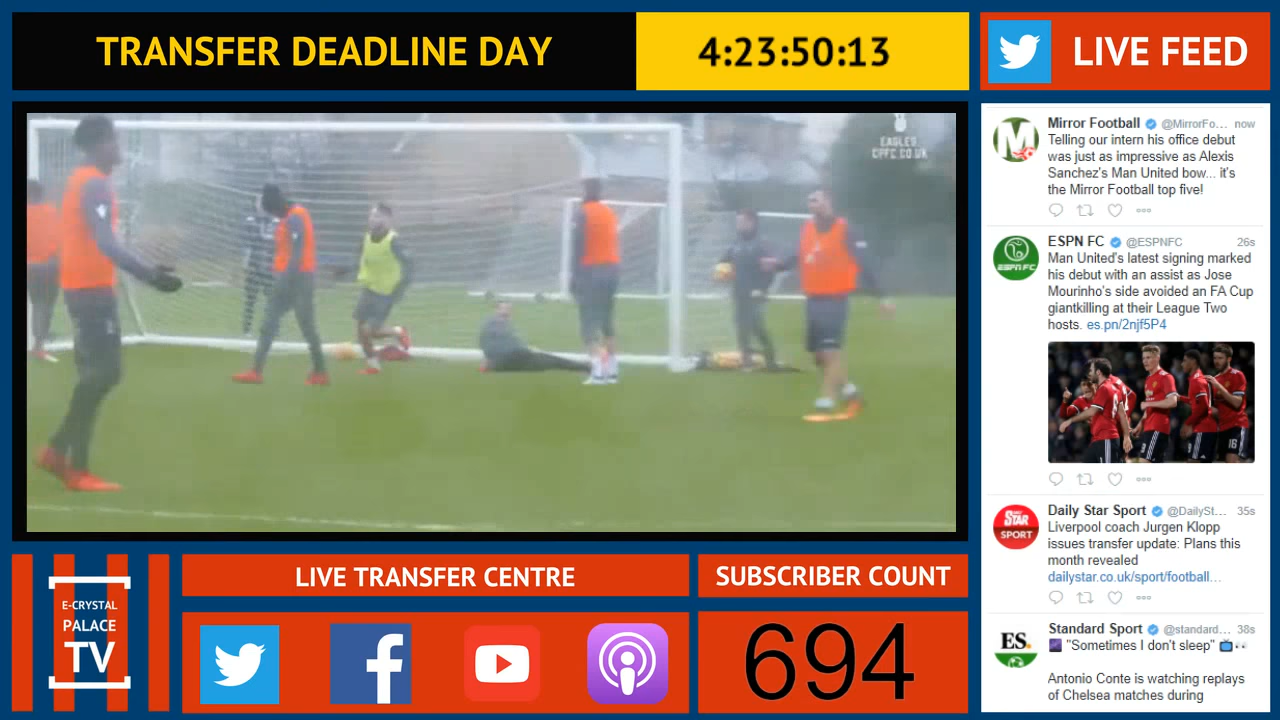 TRANSFER DEADLINE DAY
4:23:50:13
LIVE FEED
EAGLES
CPFC.CO.UK
Mirror Football @MirrorFo... now
Telling our intern his office debut
was just as impressive as Alexis
Sanchez's Man United bow... it's
the Mirror Football top five!
ESPN FC @ESPNFC 26s
Man United's latest signing marked
his debut with an assist as Jose
Mourinho's side avoided an FA Cup
giantkilling at their League Two
hosts. es.pn/2njf5P4
ESPN FC
Daily Star Sport @DailySt... 35s
Liverpool coach Jurgen Klopp
issues transfer update: Plans this
month revealed
dailystar.co.uk/sport/football...
STAR
SPORT
Standard Sport @standard... 38s
"Sometimes I don't sleep"
Antonio Conte is watching replays
of Chelsea matches during
ES.
E-CRYSTAL
PALACE
TV
LIVE TRANSFER CENTRE
SUBSCRIBER COUNT
694